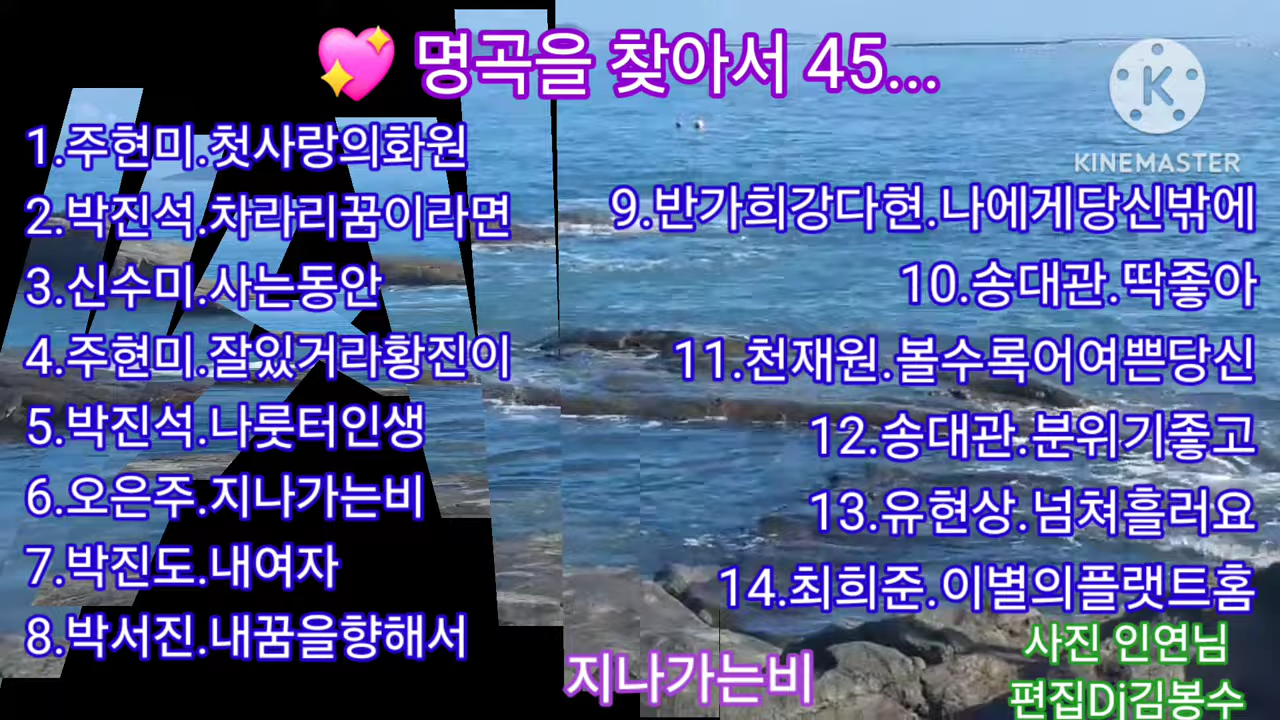 💖 명곡을 찾아서 45...
1.주현미.첫사랑의화원
2.박진석.차라리꿈이라면
3.신수미.사는동안
4.주현미.잘있거라황진이
5.박진석.나룻터인생
6.오은주.지나가는비
7.박진도.내여자
8.박서진.내꿈을향해서
K
KINEMASTER
9.반가희강다현.나에게당신밖에
10.송대관.딱좋아
11.천재원.볼수록어여쁜당신
12.송대관.분위기좋고
13.유현상.넘쳐흘러요
14.최희준.이별의플랫트홈
지나가는비
사진 인연님
편집Dj김봉수